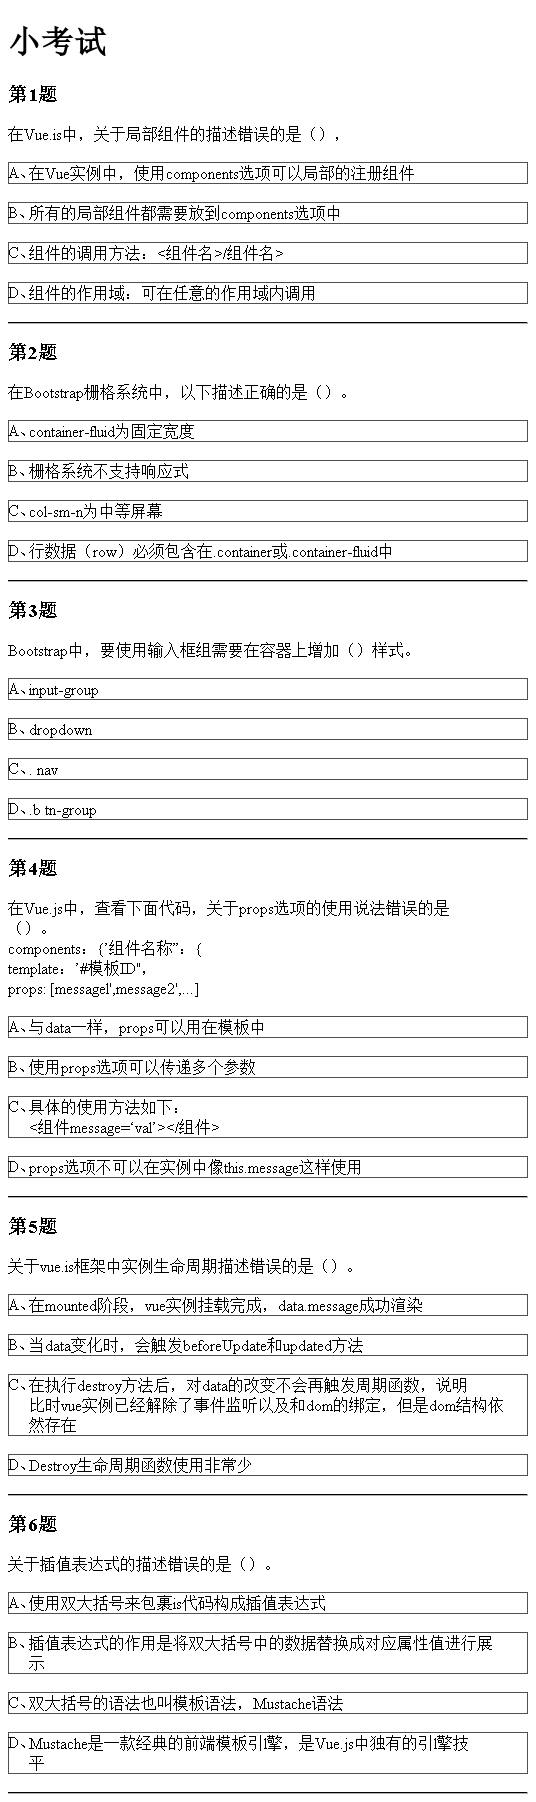 小考试
第1题
在Vue.is中，关于局部组件的描述错误的是（），
A、在Vue实例中，使用components选项可以局部的注册组件
B、所有的局部组件都需要放到components选项中
C、组件的调用方法：<组件名>/组件名>
D、组件的作用域：可在任意的作用域内调用
第2题
在Bootstrap栅格系统中，以下描述正确的是（）。
A、container-fluid为固定宽度
B、栅格系统不支持响应式
C、col-sm-n为中等屏幕
D、行数据（row）必须包含在.container或.container-fluid中
第3题
Bootstrap中，要使用输入框组需要在容器上增加（）样式。
A、input-group
B、dropdown
C、. nav
D、.b tn-group
第4题
在Vue.js中，查看下面代码，关于props选项的使用说法错误的是
（）。
components：{’组件名称”：{
template：’#模板ID"，
props: [messagel',message2',...]
A、与data一样，props可以用在模板中
B、使用props选项可以传递多个参数
C、具体的使用方法如下：
<组件message=‘val’></组件>
D、props选项不可以在实例中像this.message这样使用
第5题
关于vue.is框架中实例生命周期描述错误的是（）。
A、在mounted阶段，vue实例挂载完成，data.message成功渲染
B、当data变化时，会触发beforeUpdate和updated方法
C、在执行destroy方法后，对data的改变不会再触发周期函数，说明
比时vue实例已经解除了事件监听以及和dom的绑定，但是dom结构依
然存在
D、Destroy生命周期函数使用非常少
第6题
关于插值表达式的描述错误的是（）。
A、使用双大括号来包裹is代码构成插值表达式
B、插值表达式的作用是将双大括号中的数据替换成对应属性值进行展
示
C、双大括号的语法也叫模板语法，Mustache语法
D、Mustache是一款经典的前端模板引l擎，是Vue.js中独有的引l擎技
平